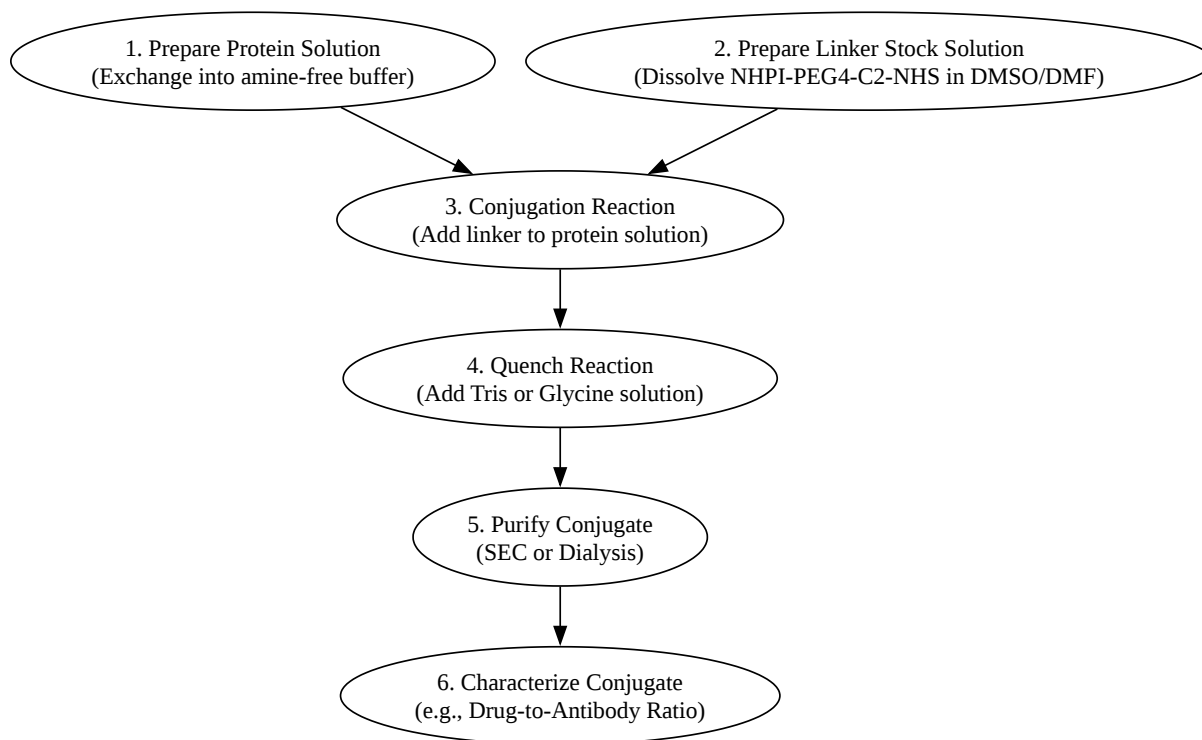 1. Prepare Protein Solution
(Exchange into amine-free buffer)
2. Prepare Linker Stock Solution
(Dissolve NHPI-PEG4-C2-NHS in DMSO/DMF)
3. Conjugation Reaction
(Add linker to protein solution)
4. Quench Reaction
(Add Tris or Glycine solution)
5. Purify Conjugate
(SEC or Dialysis)
6. Characterize Conjugate
(e.g., Drug-to-Antibody Ratio)